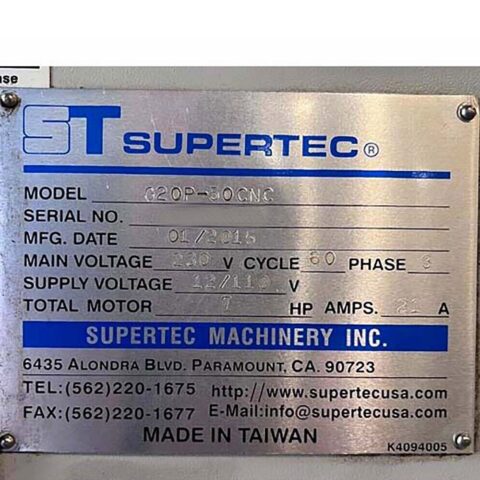 ase
ST SUPERTEC®
MODEL G20P-50CNC
SERIAL NO.
MFG. DATE 01/2015
MAIN VOLTAGE 230 V CYCLE 60 PHASE 3
SUPPLY VOLTAGE 12/110 V
TOTAL MOTOR 7 HP AMPS. 21 A
SUPERTEC MACHINERY INC.
6435 ALONDRA BLVD. PARAMOUNT, CA. 90723
TEL:(562)220-1675 http://www.supertecusa.com
FAX:(562)220-1677 E-Mail:info@supertecusa.com
MADE IN TAIWAN
K4094005